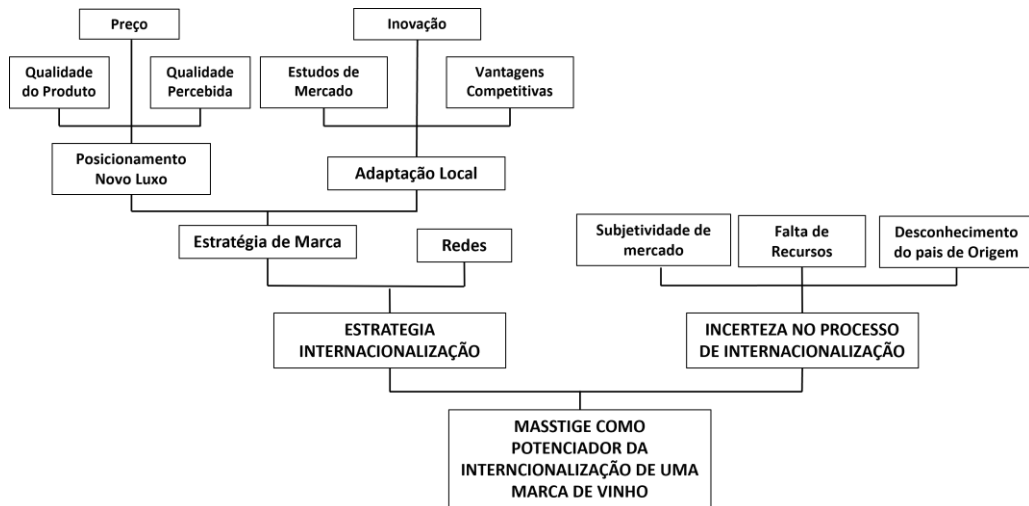 Preço
Inovação
Qualidade
do Produto
Qualidade
Percebida
Estudos de
Mercado
Vantagens
Competitivas
Posicionamento
Novo Luxo
Adaptação Local
Estratégia de Marca
Redes
Subjetividade de
mercado
Falta de
Recursos
Desconhecimento
do pais de Origem
ESTRATEGIA
INTERNACIONALIZAÇÃO
INCERTEZA NO PROCESSO
DE INTERNACIONALIZAÇÃO
MASSTIGE COMO
POTENCIADOR DA
INTERNCIONALIZAÇÃO DE UMA
MARCA DE VINHO